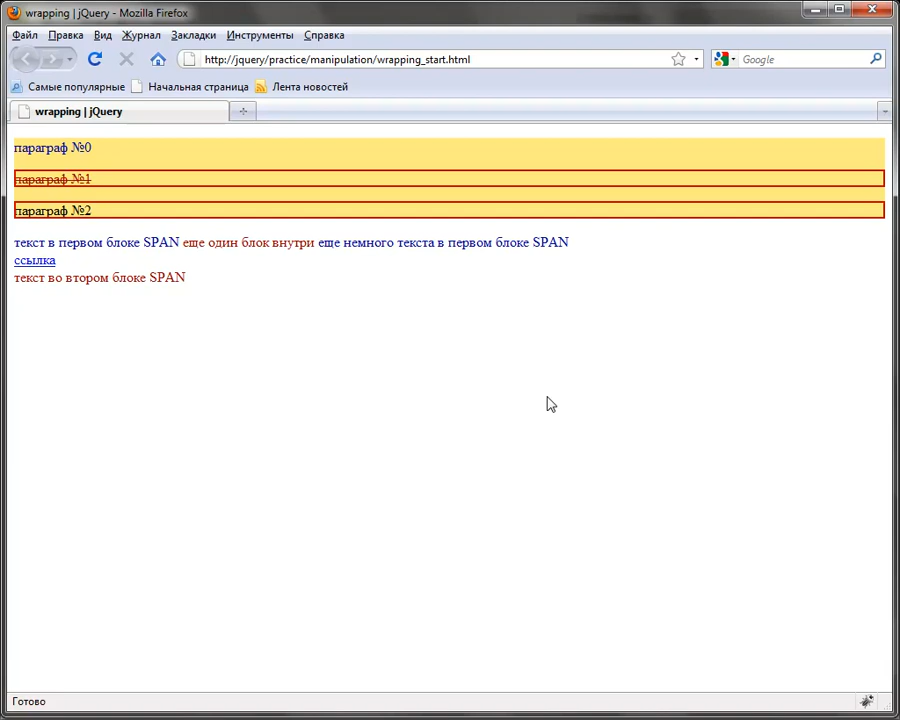 wrapping | jQuery - Mozilla Firefox
Файл Правка Вид Журнал Закладки Инструменты Справка
http://jquery/practice/manipulation/wrapping_start.html Google
Самые популярные Начальная страница Лента новостей
wrapping | jQuery
параграф №0
параграф №1
параграф №2
текст в первом блоке SPAN еще один блок внутри еще немного текста в первом блоке SPAN
ссылка
текст во втором блоке SPAN
Готово